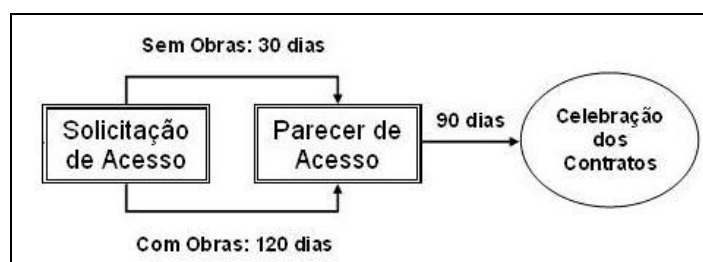 Sem Obras: 30 dias
Solicitação
de Acesso
Parecer de
Acesso
90 dias
Celebração
dos
Contratos
Com Obras: 120 dias